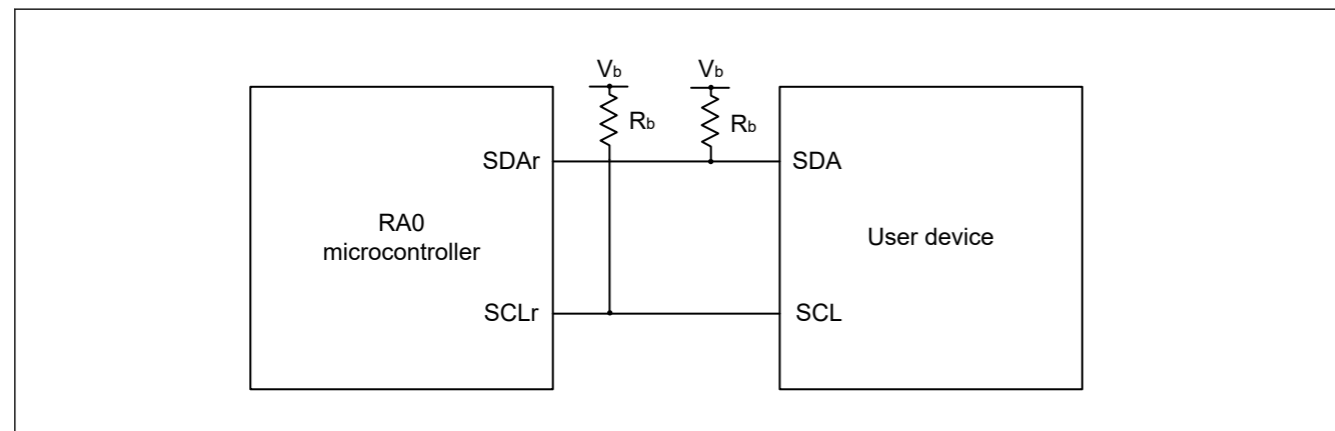 Vb
Vb
Rb
Rb
SDAr
SDA
RA0
microcontroller
User device
SCLr
SCL